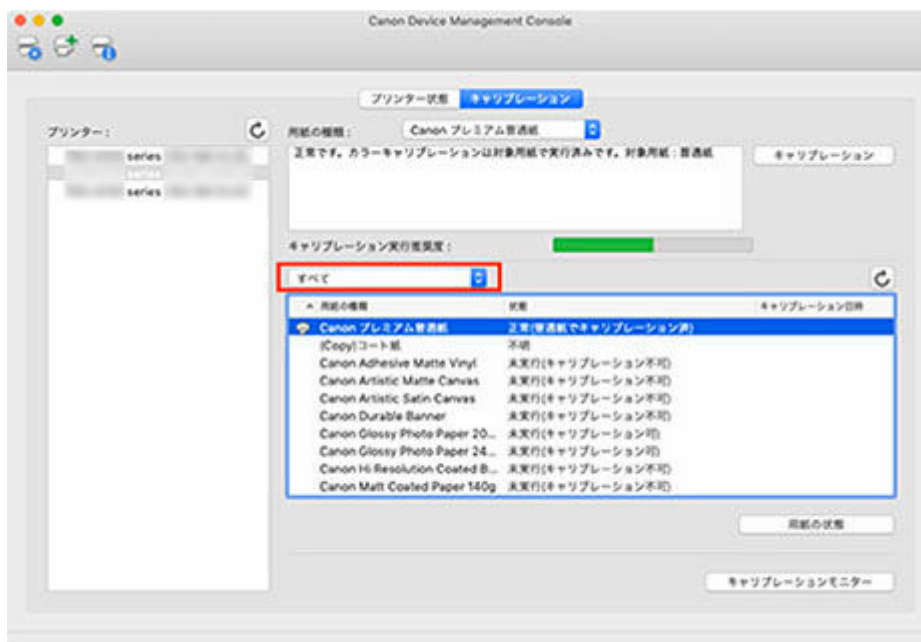 Canon Device Management Console
プリンター状態 キャリブレーション
プリンター:
用紙の種類: Canon プレミアム普通紙
series
series
series
正常です。カラーキャリブレーションは対象用紙で実行済みです。対象用紙:普通紙
キャリブレーション
キャリブレーション実行推奨度:
すべて
用紙の種類 状態 キャリブレーション日時
Canon プレミアム普通紙 正常(普通紙でキャリブレーション済)
(Copy)コート紙 不明
Canon Adhesive Matte Vinyl 未実行(キャリブレーション不可)
Canon Artistic Matte Canvas 未実行(キャリブレーション不可)
Canon Artistic Satin Canvas 未実行(キャリブレーション不可)
Canon Durable Banner 未実行(キャリブレーション不可)
Canon Glossy Photo Paper 20... 未実行(キャリブレーション可)
Canon Glossy Photo Paper 24... 未実行(キャリブレーション可)
Canon Hi Resolution Coated B... 未実行(キャリブレーション不可)
Canon Matt Coated Paper 140g 未実行(キャリブレーション不可)
用紙の状態
キャリブレーションモニター